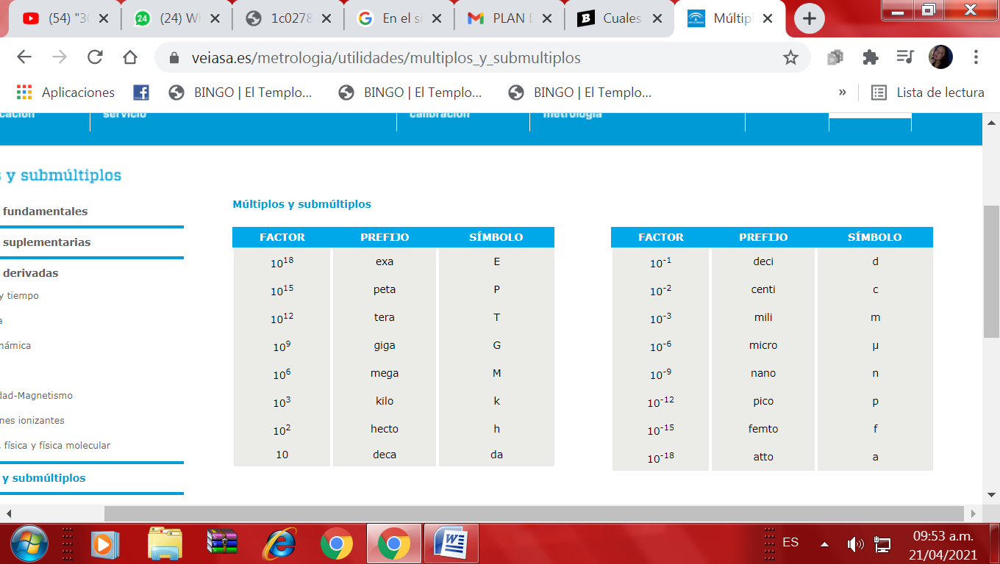 (54) "3 (24) W 1c0278 En el si PLAN D Cuales Múltipl
veiasa.es/metrologia/utilidades/multiplos_y_submultiplos
Aplicaciones BINGO | El Templo... BINGO | El Templo... BINGO | El Templo... » Lista de lectura
cación servicio calibración metrología
s y submúltiplos
fundamentales
suplementarias
derivadas
y tiempo
a
námica
dad-Magnetismo
nes ionizantes
, física y física molecular
y submúltiplos
Múltiplos y submúltiplos
FACTOR PREFIJO SÍMBOLO
10^18 exa E
10^15 peta P
10^12 tera T
10^9 giga G
10^6 mega M
10^3 kilo k
10^2 hecto h
10 deca da
FACTOR PREFIJO SÍMBOLO
10^-1 deci d
10^-2 centi c
10^-3 mili m
10^-6 micro µ
10^-9 nano n
10^-12 pico p
10^-15 femto f
10^-18 atto a
ES 09:53 a.m.
21/04/2021